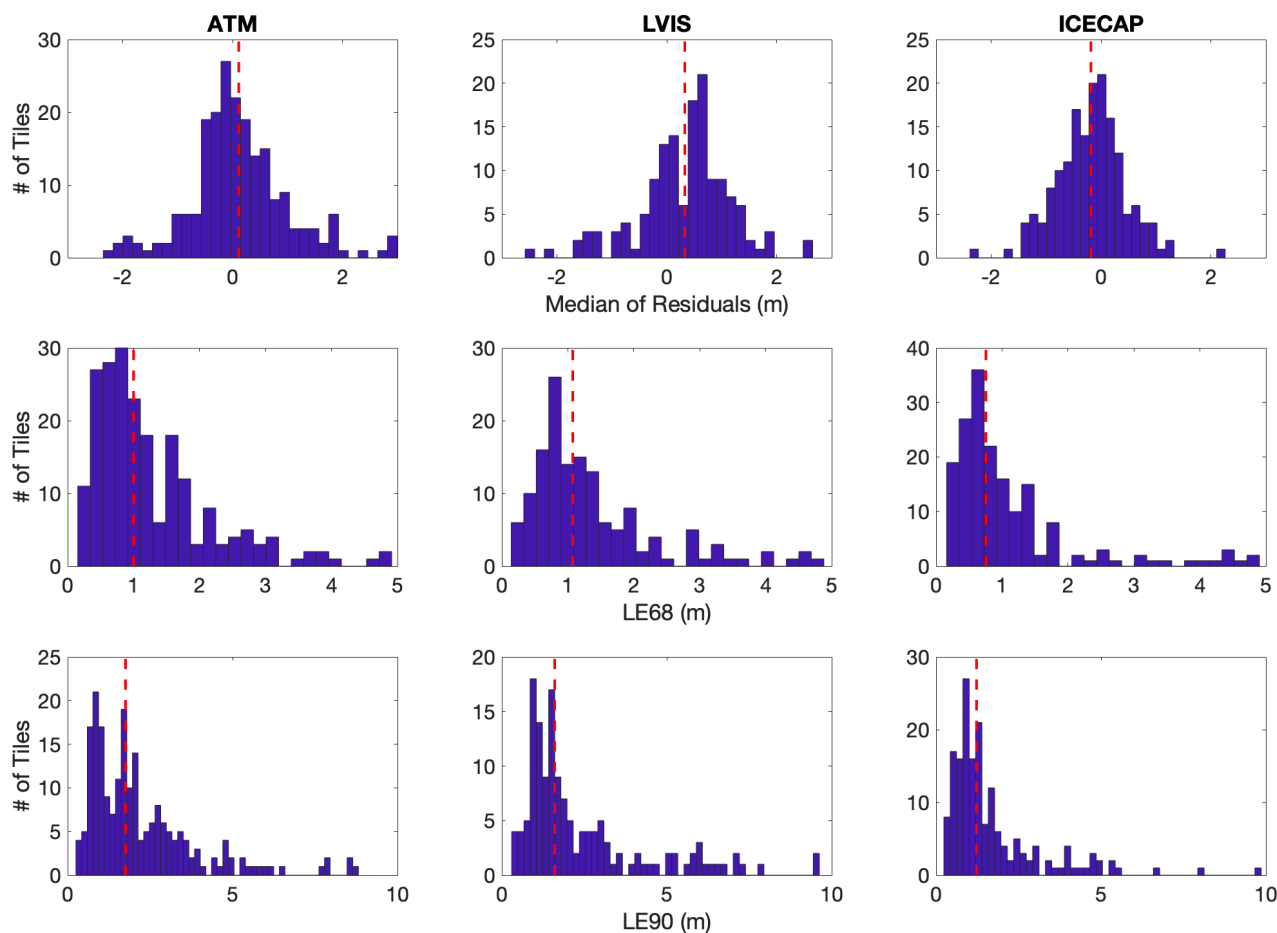 ATM LVIS ICECAP
30 25 25
20 20
20 15 15
10 10 10
5 5
0 0 0
-2 0 2 -2 0 2 -2 0 2
# of Tiles
Median of Residuals (m)
30 30 40
30
20 20
20
10 10 10
0 0 0
0 1 2 3 4 5 0 1 2 3 4 5 0 1 2 3 4 5
# of Tiles
LE68 (m)
25 20 30
20 15
15 20
10
10 10
5 5
0 0 0
0 5 10 0 5 10 0 5 10
# of Tiles
LE90 (m)